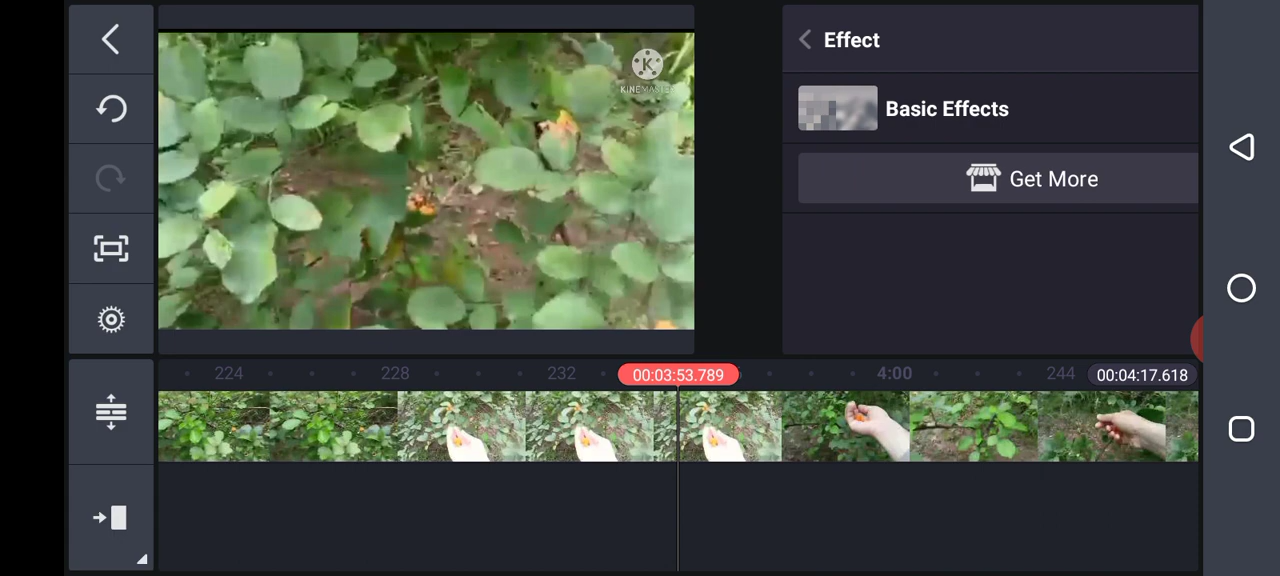 Effect
K
KINEMASTER
Basic Effects
Get More
224
228
232
00:03:53.789
4:00
244
00:04:17.618